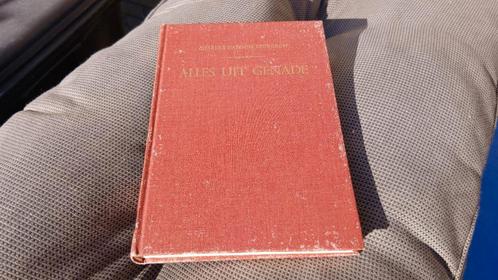 CHARLES HADDON SPURGEON
ALLES UIT GENADE